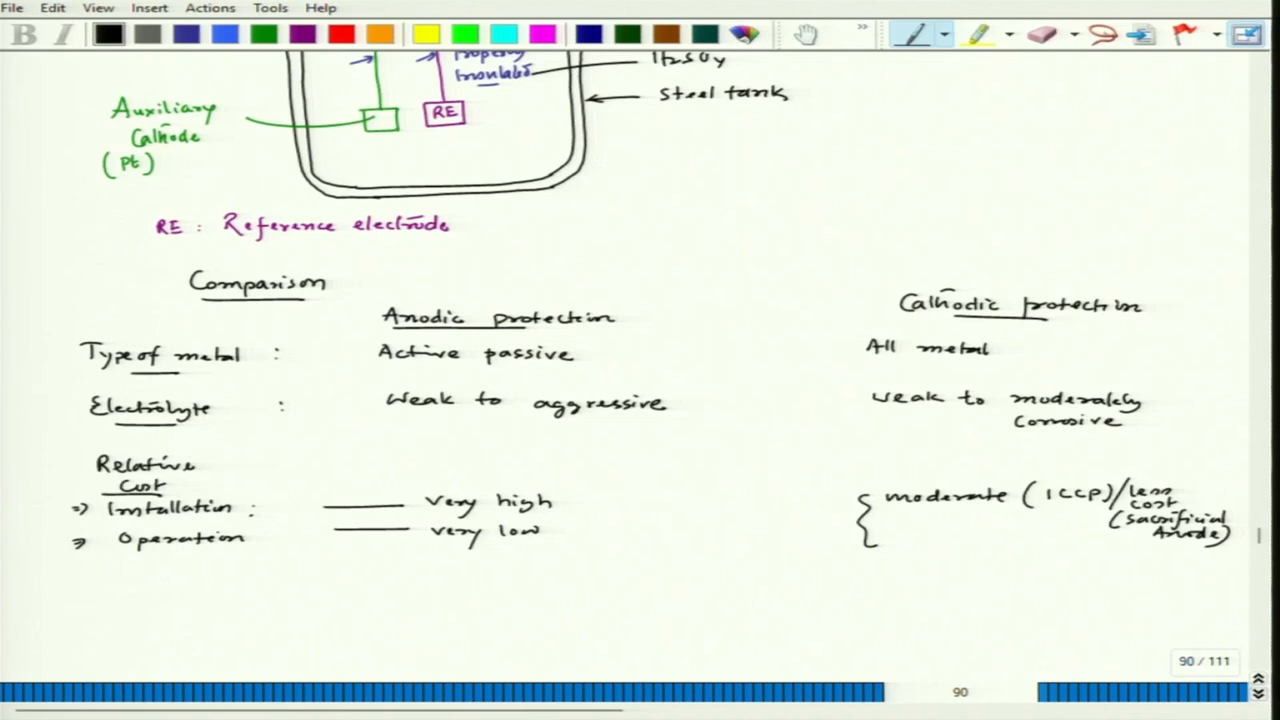 File Edit View Insert Actions Tools Help
B I
Properly
Insulated
H2SO4
Steel tank
Auxiliary
Cathode
(Pt)
RE
RE : Reference electrode
Comparison
Anodic protection
Cathodic protection
Type of metal : Active passive All metal
Electrolyte : weak to aggressive weak to moderately
corrosive
Relative
Cost
=> Installation : very high moderate (ICCP)/less
cost
(sacrificial
Anode)
=> Operation very low
90 / 111
90